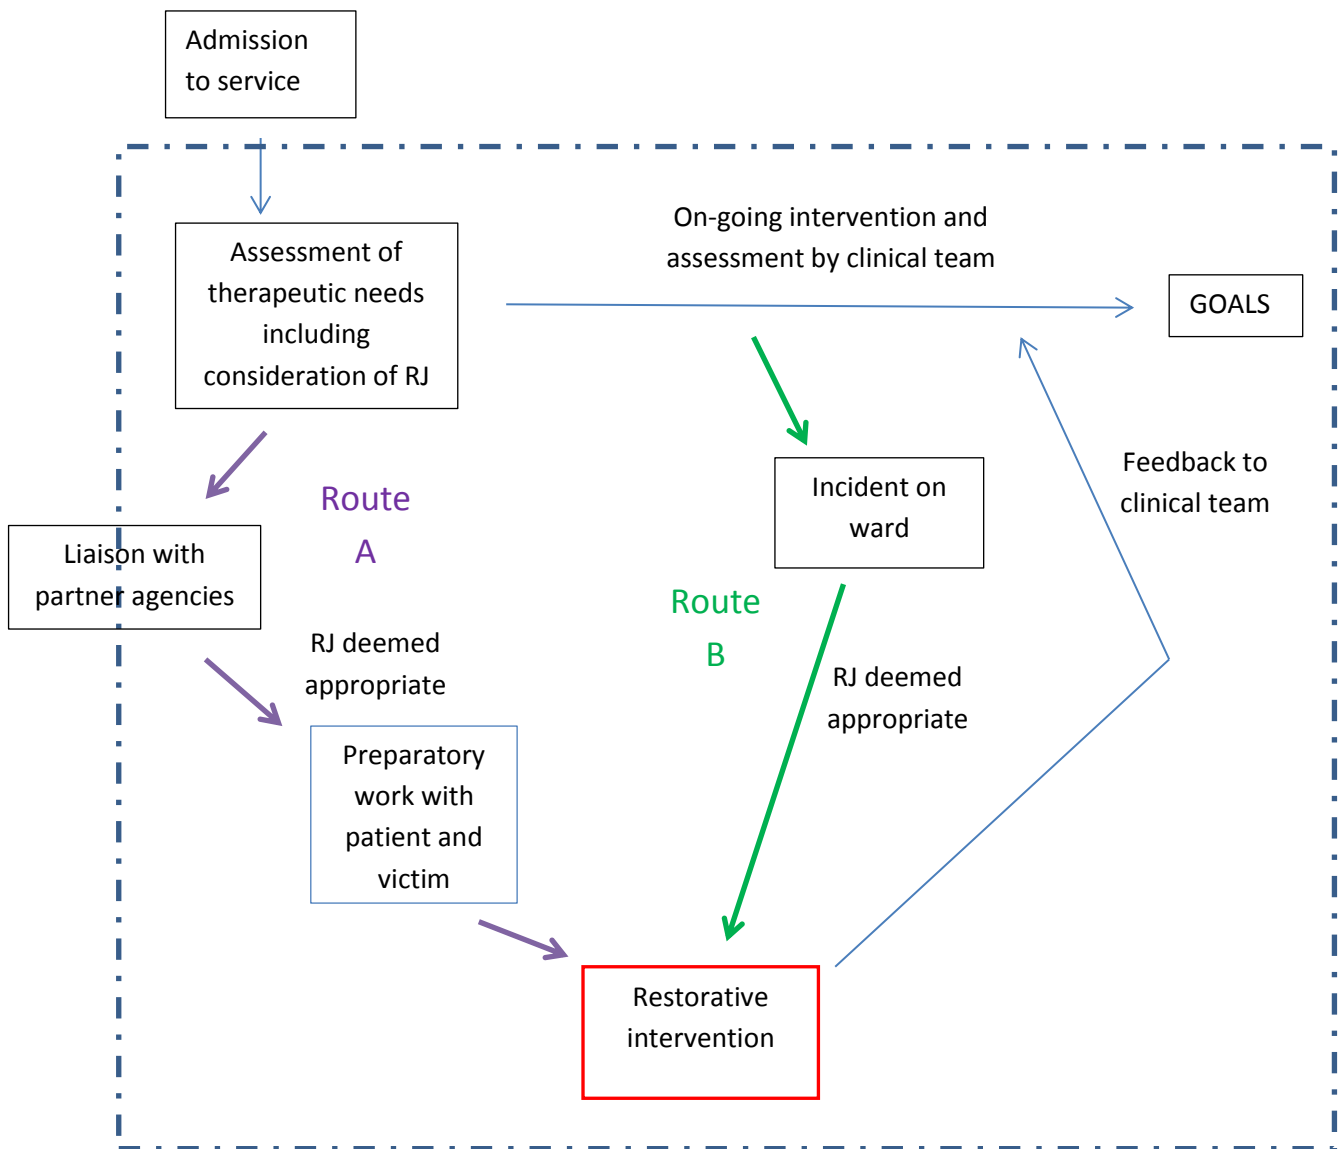 Admission
to service
Assessment of
therapeutic needs
including
consideration of RJ
On-going intervention and
assessment by clinical team
GOALS
Route
A
Liaison with
partner agencies
RJ deemed
appropriate
Preparatory
work with
patient and
victim
Incident on
ward
Route
B
RJ deemed
appropriate
Feedback to
clinical team
Restorative
intervention